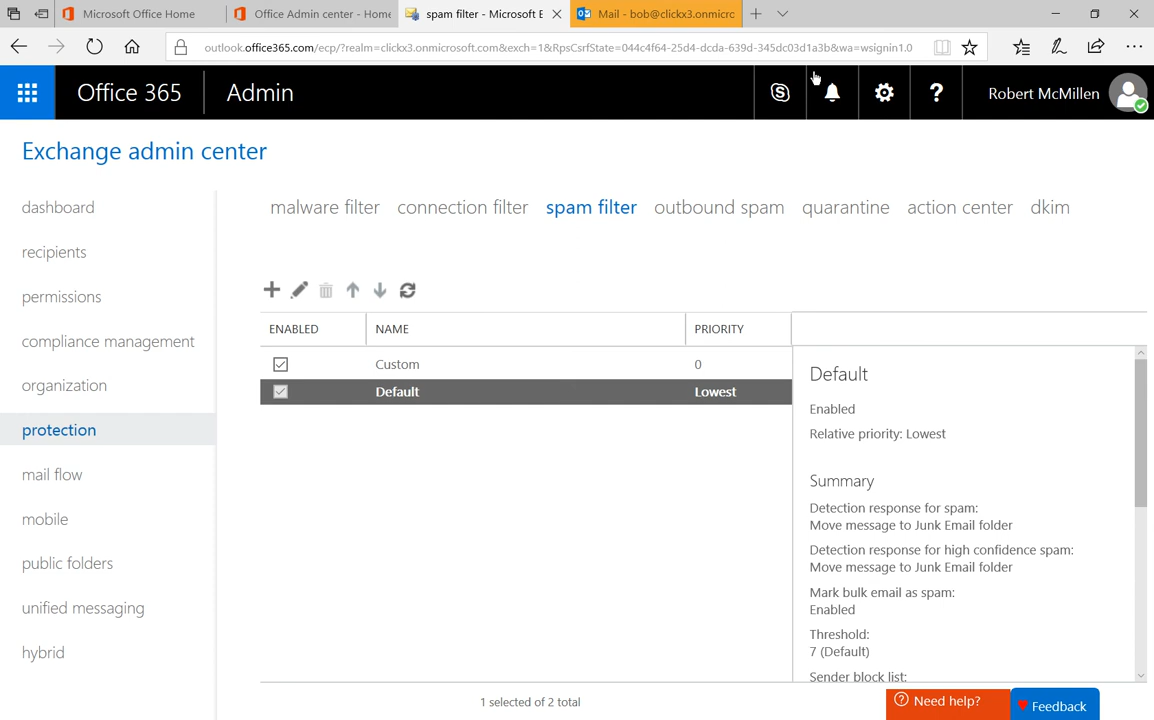 Microsoft Office Home
Office Admin center - Home
spam filter - Microsoft E
Mail - bob@clickx3.onmicrc
outlook.office365.com/ecp/?realm=clickx3.onmicrosoft.com&exch=1&RpsCsrfState=044c4f64-25d4-dcda-639d-345dc03d1a3b&wa=wsignin1.0
Office 365
Admin
?
Robert McMillen
Exchange admin center
dashboard
recipients
permissions
compliance management
organization
protection
mail flow
mobile
public folders
unified messaging
hybrid
malware filter
connection filter
spam filter
outbound spam
quarantine
action center
dkim
ENABLED
NAME
PRIORITY
Custom
0
Default
Lowest
Default
Enabled
Relative priority: Lowest
Summary
Detection response for spam:
Move message to Junk Email folder
Detection response for high confidence spam:
Move message to Junk Email folder
Mark bulk email as spam:
Enabled
Threshold:
7 (Default)
Sender block list:
1 selected of 2 total
Need help?
Feedback